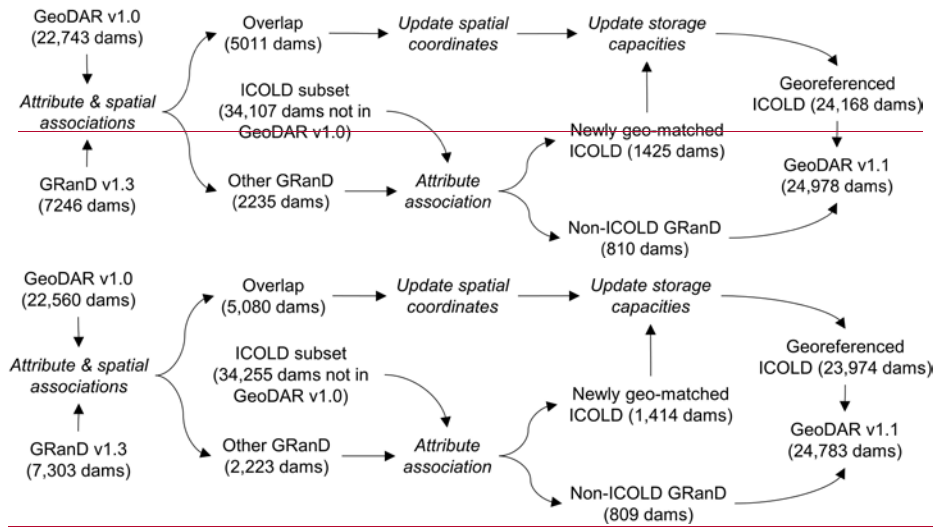 GeoDAR v1.0
(22,743 dams)
Attribute & spatial
associations
GRanD v1.3
(7246 dams)
Overlap
(5011 dams)
ICOLD subset
(34,107 dams not in
GeoDAR v1.0)
Other GRanD
(2235 dams)
Update spatial
coordinates
Attribute
association
Update storage
capacities
Newly geo-matched
ICOLD (1425 dams)
Non-ICOLD GRanD
(810 dams)
Georeferenced
ICOLD (24,168 dams)
GeoDAR v1.1
(24,978 dams)
GeoDAR v1.0
(22,560 dams)
Attribute & spatial
associations
GRanD v1.3
(7,303 dams)
Overlap
(5,080 dams)
ICOLD subset
(34,255 dams not in
GeoDAR v1.0)
Other GRanD
(2,223 dams)
Update spatial
coordinates
Attribute
association
Update storage
capacities
Newly geo-matched
ICOLD (1,414 dams)
Non-ICOLD GRanD
(809 dams)
Georeferenced
ICOLD (23,974 dams)
GeoDAR v1.1
(24,783 dams)